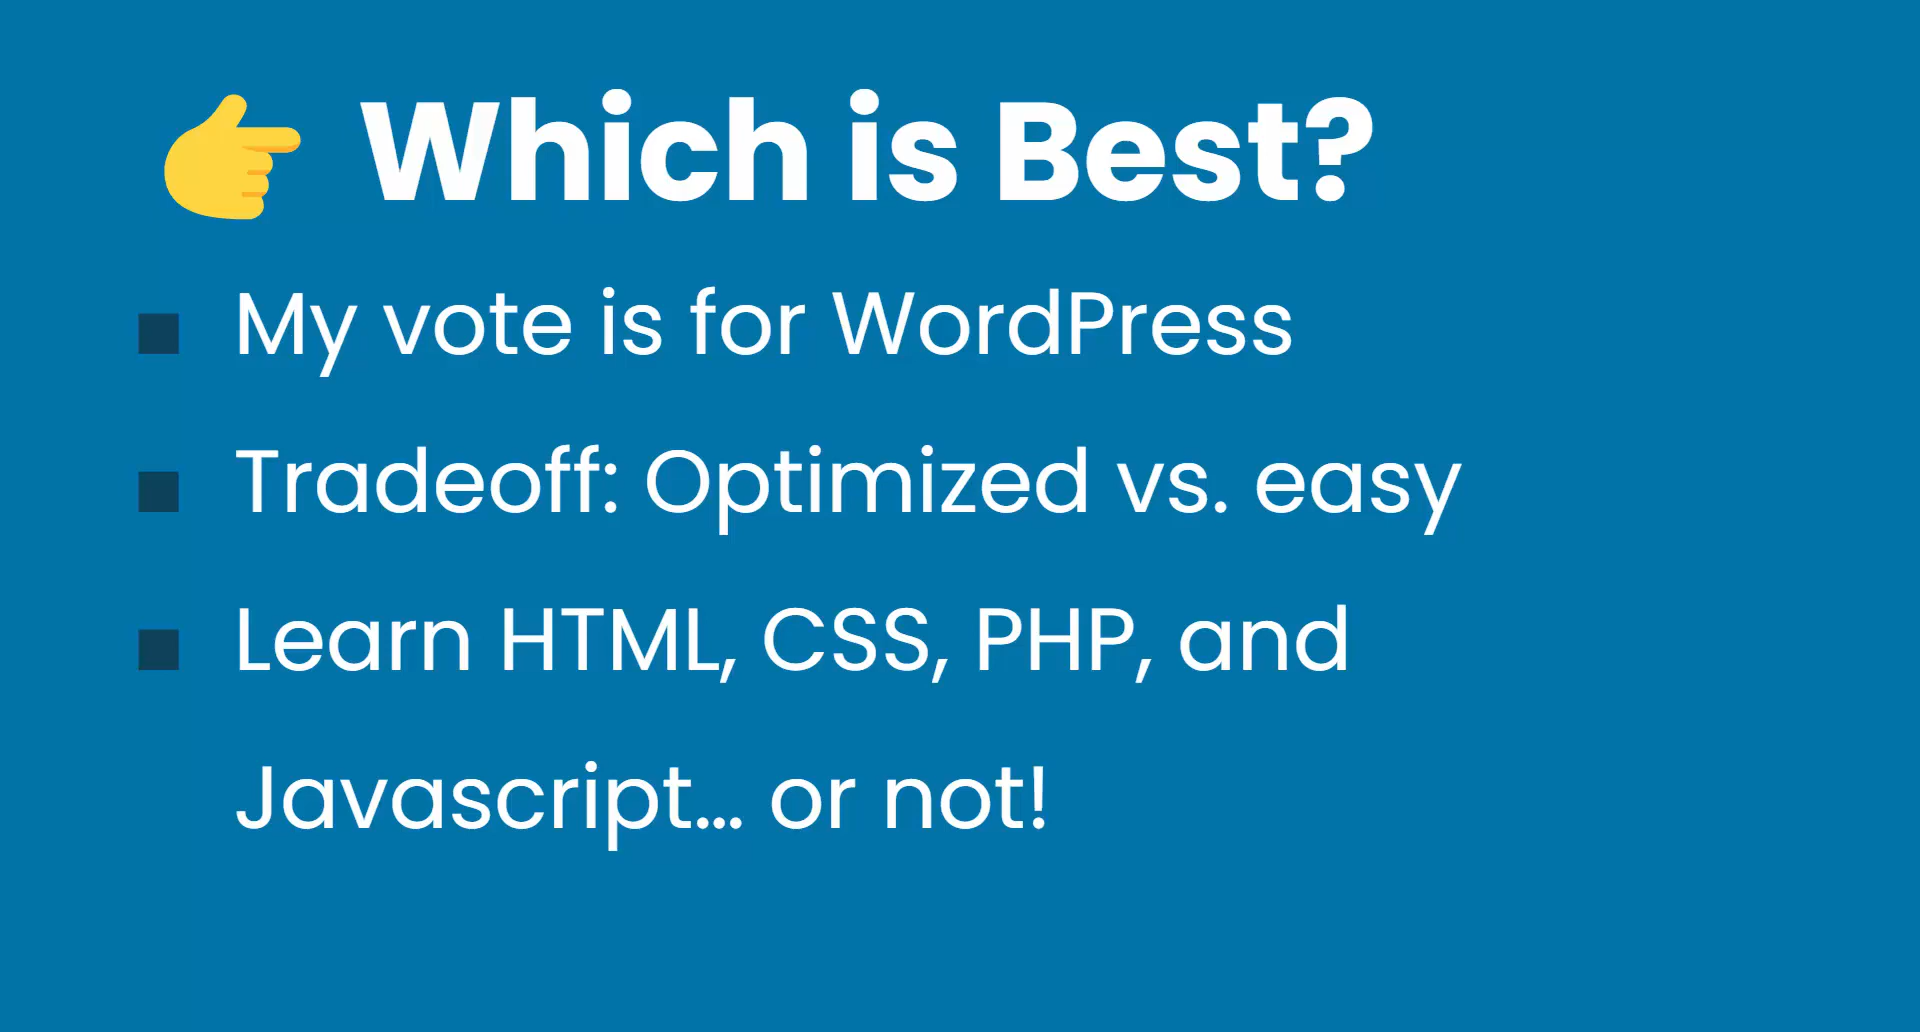 👉 Which is Best?
■ My vote is for WordPress
■ Tradeoff: Optimized vs. easy
■ Learn HTML, CSS, PHP, and
Javascript... or not!